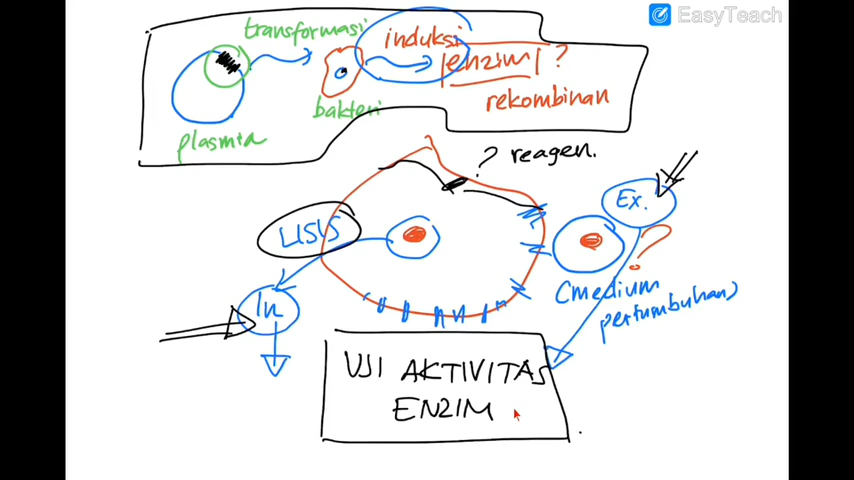 EasyTeach
transformasi
induksi
enzim ?
rekombinan
bakteri
plasmid
? reagen.
Ex.
LISIS
?
(medium
pertumbuhan)
In
UJI AKTIVITAS
ENZIM